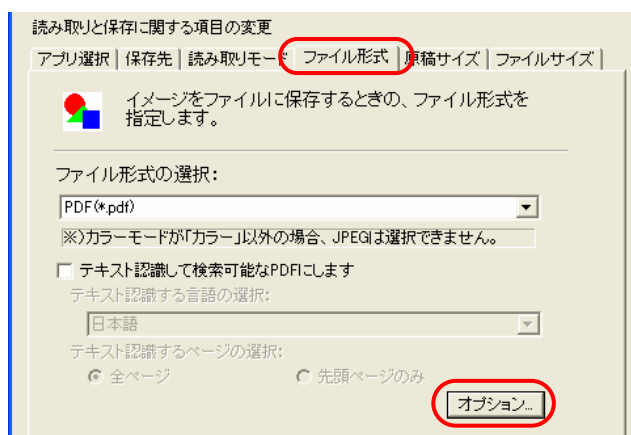 読み取りと保存に関する項目の変更
アプリ選択 保存先 読み取りモード ファイル形式 原稿サイズ ファイルサイズ
イメージをファイルに保存するときの、ファイル形式を
指定します。
ファイル形式の選択:
PDF(*.pdf)
※)カラーモードが「カラー」以外の場合、JPEGは選択できません。
テキスト認識して検索可能なPDFにします
テキスト認識する言語の選択:
日本語
テキスト認識するページの選択:
全ページ 先頭ページのみ
オプション...